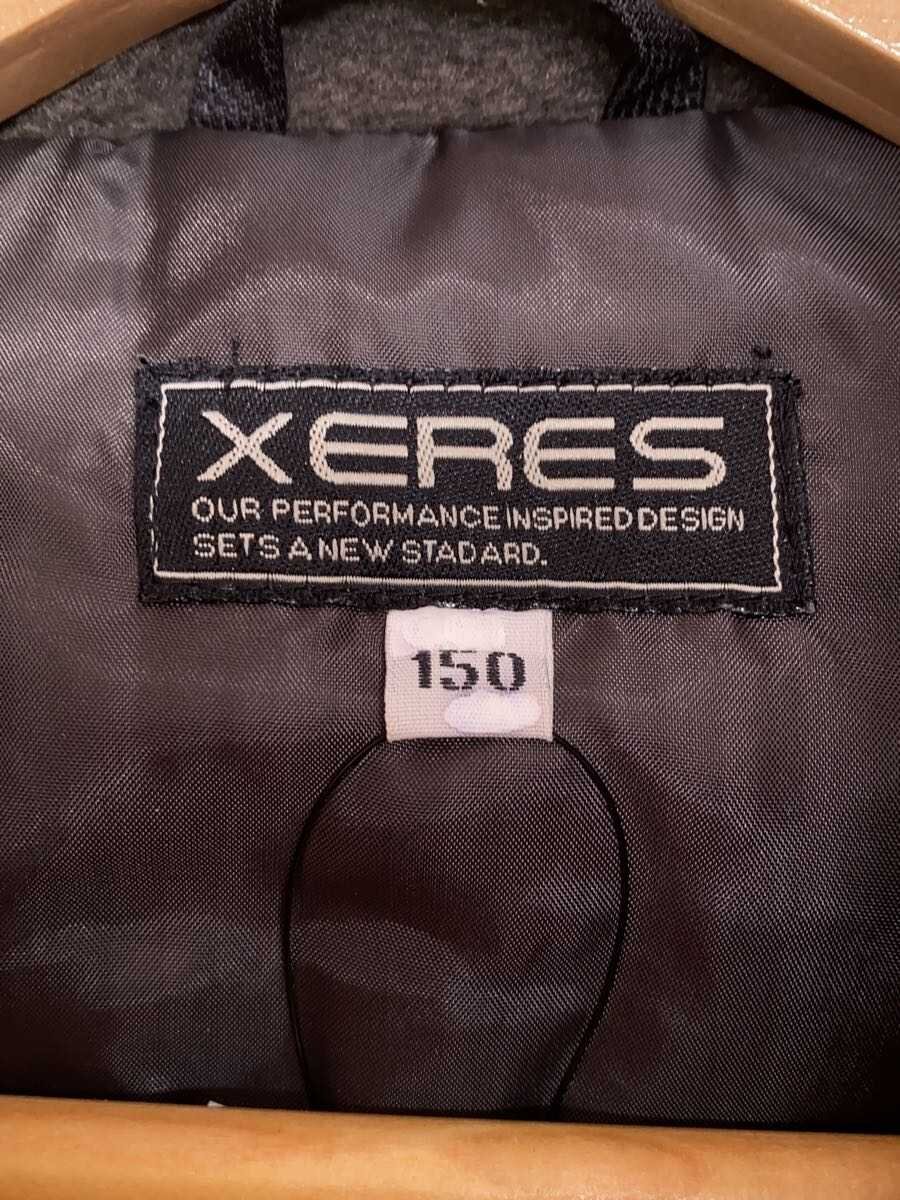 XERES
OUR PERFORMANCE INSPIRED DESIGN
SETS A NEW STADARD.
150